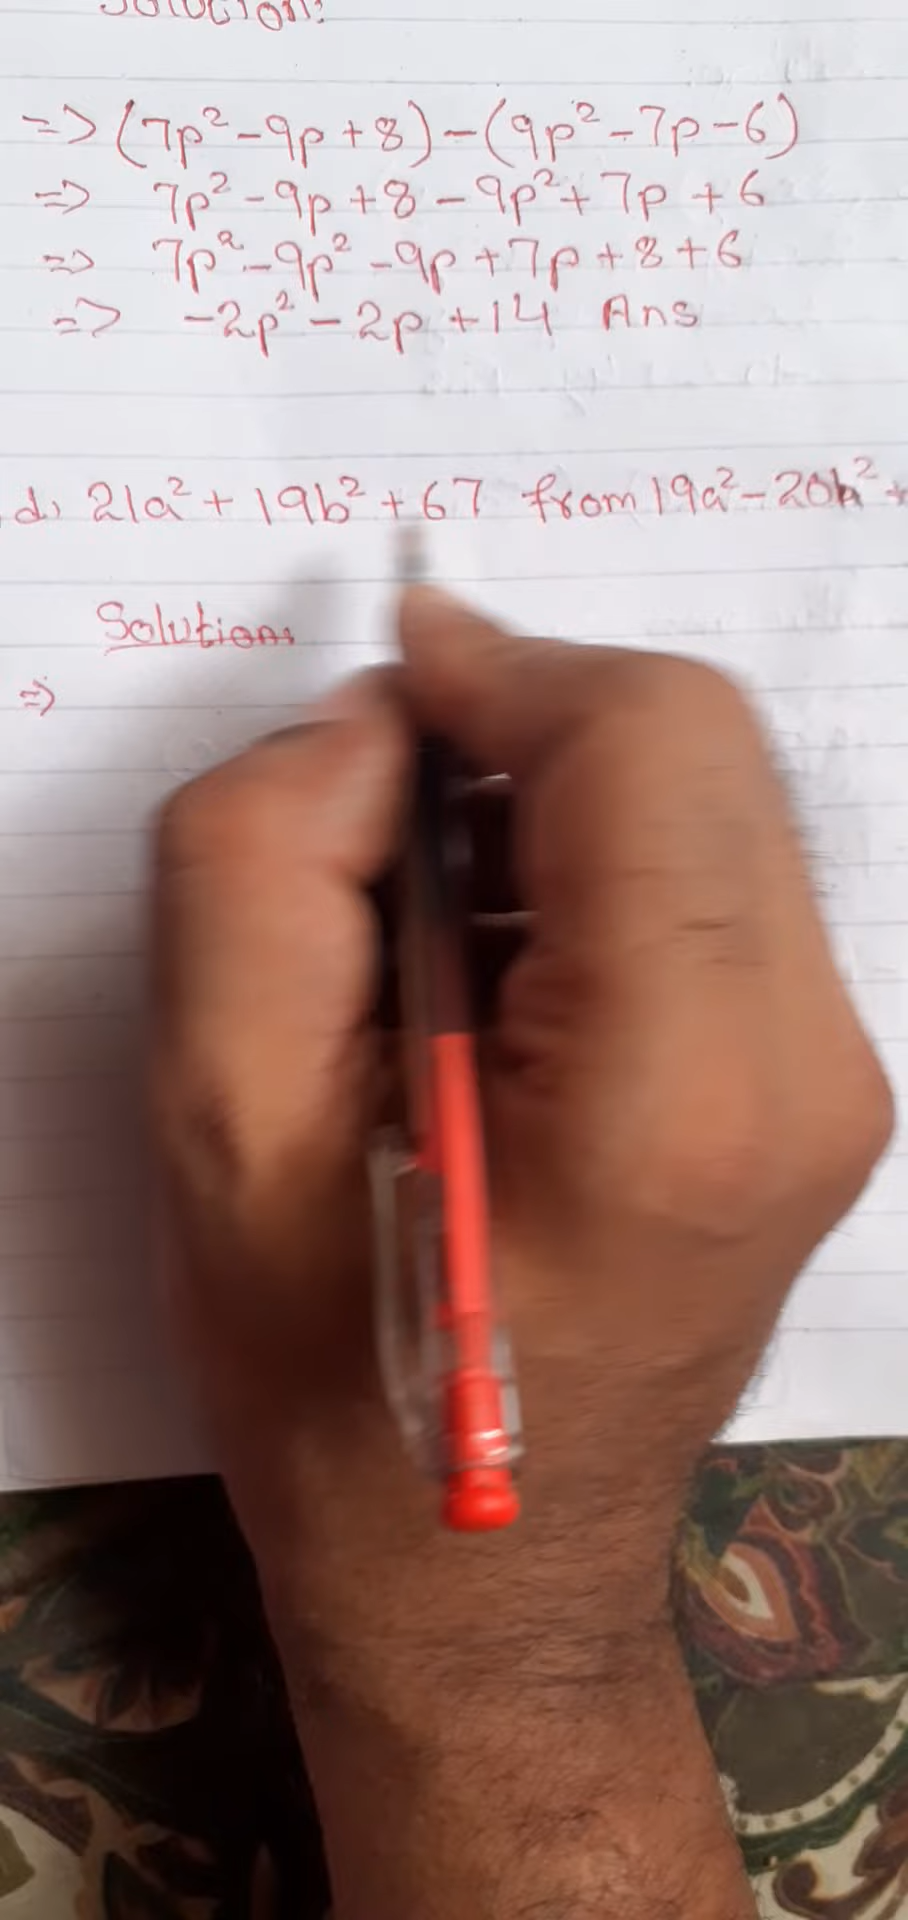 Solution:
=> (7p² - 9p + 8) - (9p² - 7p - 6)
=> 7p² - 9p + 8 - 9p² + 7p + 6
=> 7p² - 9p² - 9p + 7p + 8 + 6
=> -2p² - 2p + 14 Ans
d. 21a² + 19b² + 67 from 19a² - 20b² +
Solution:
=>